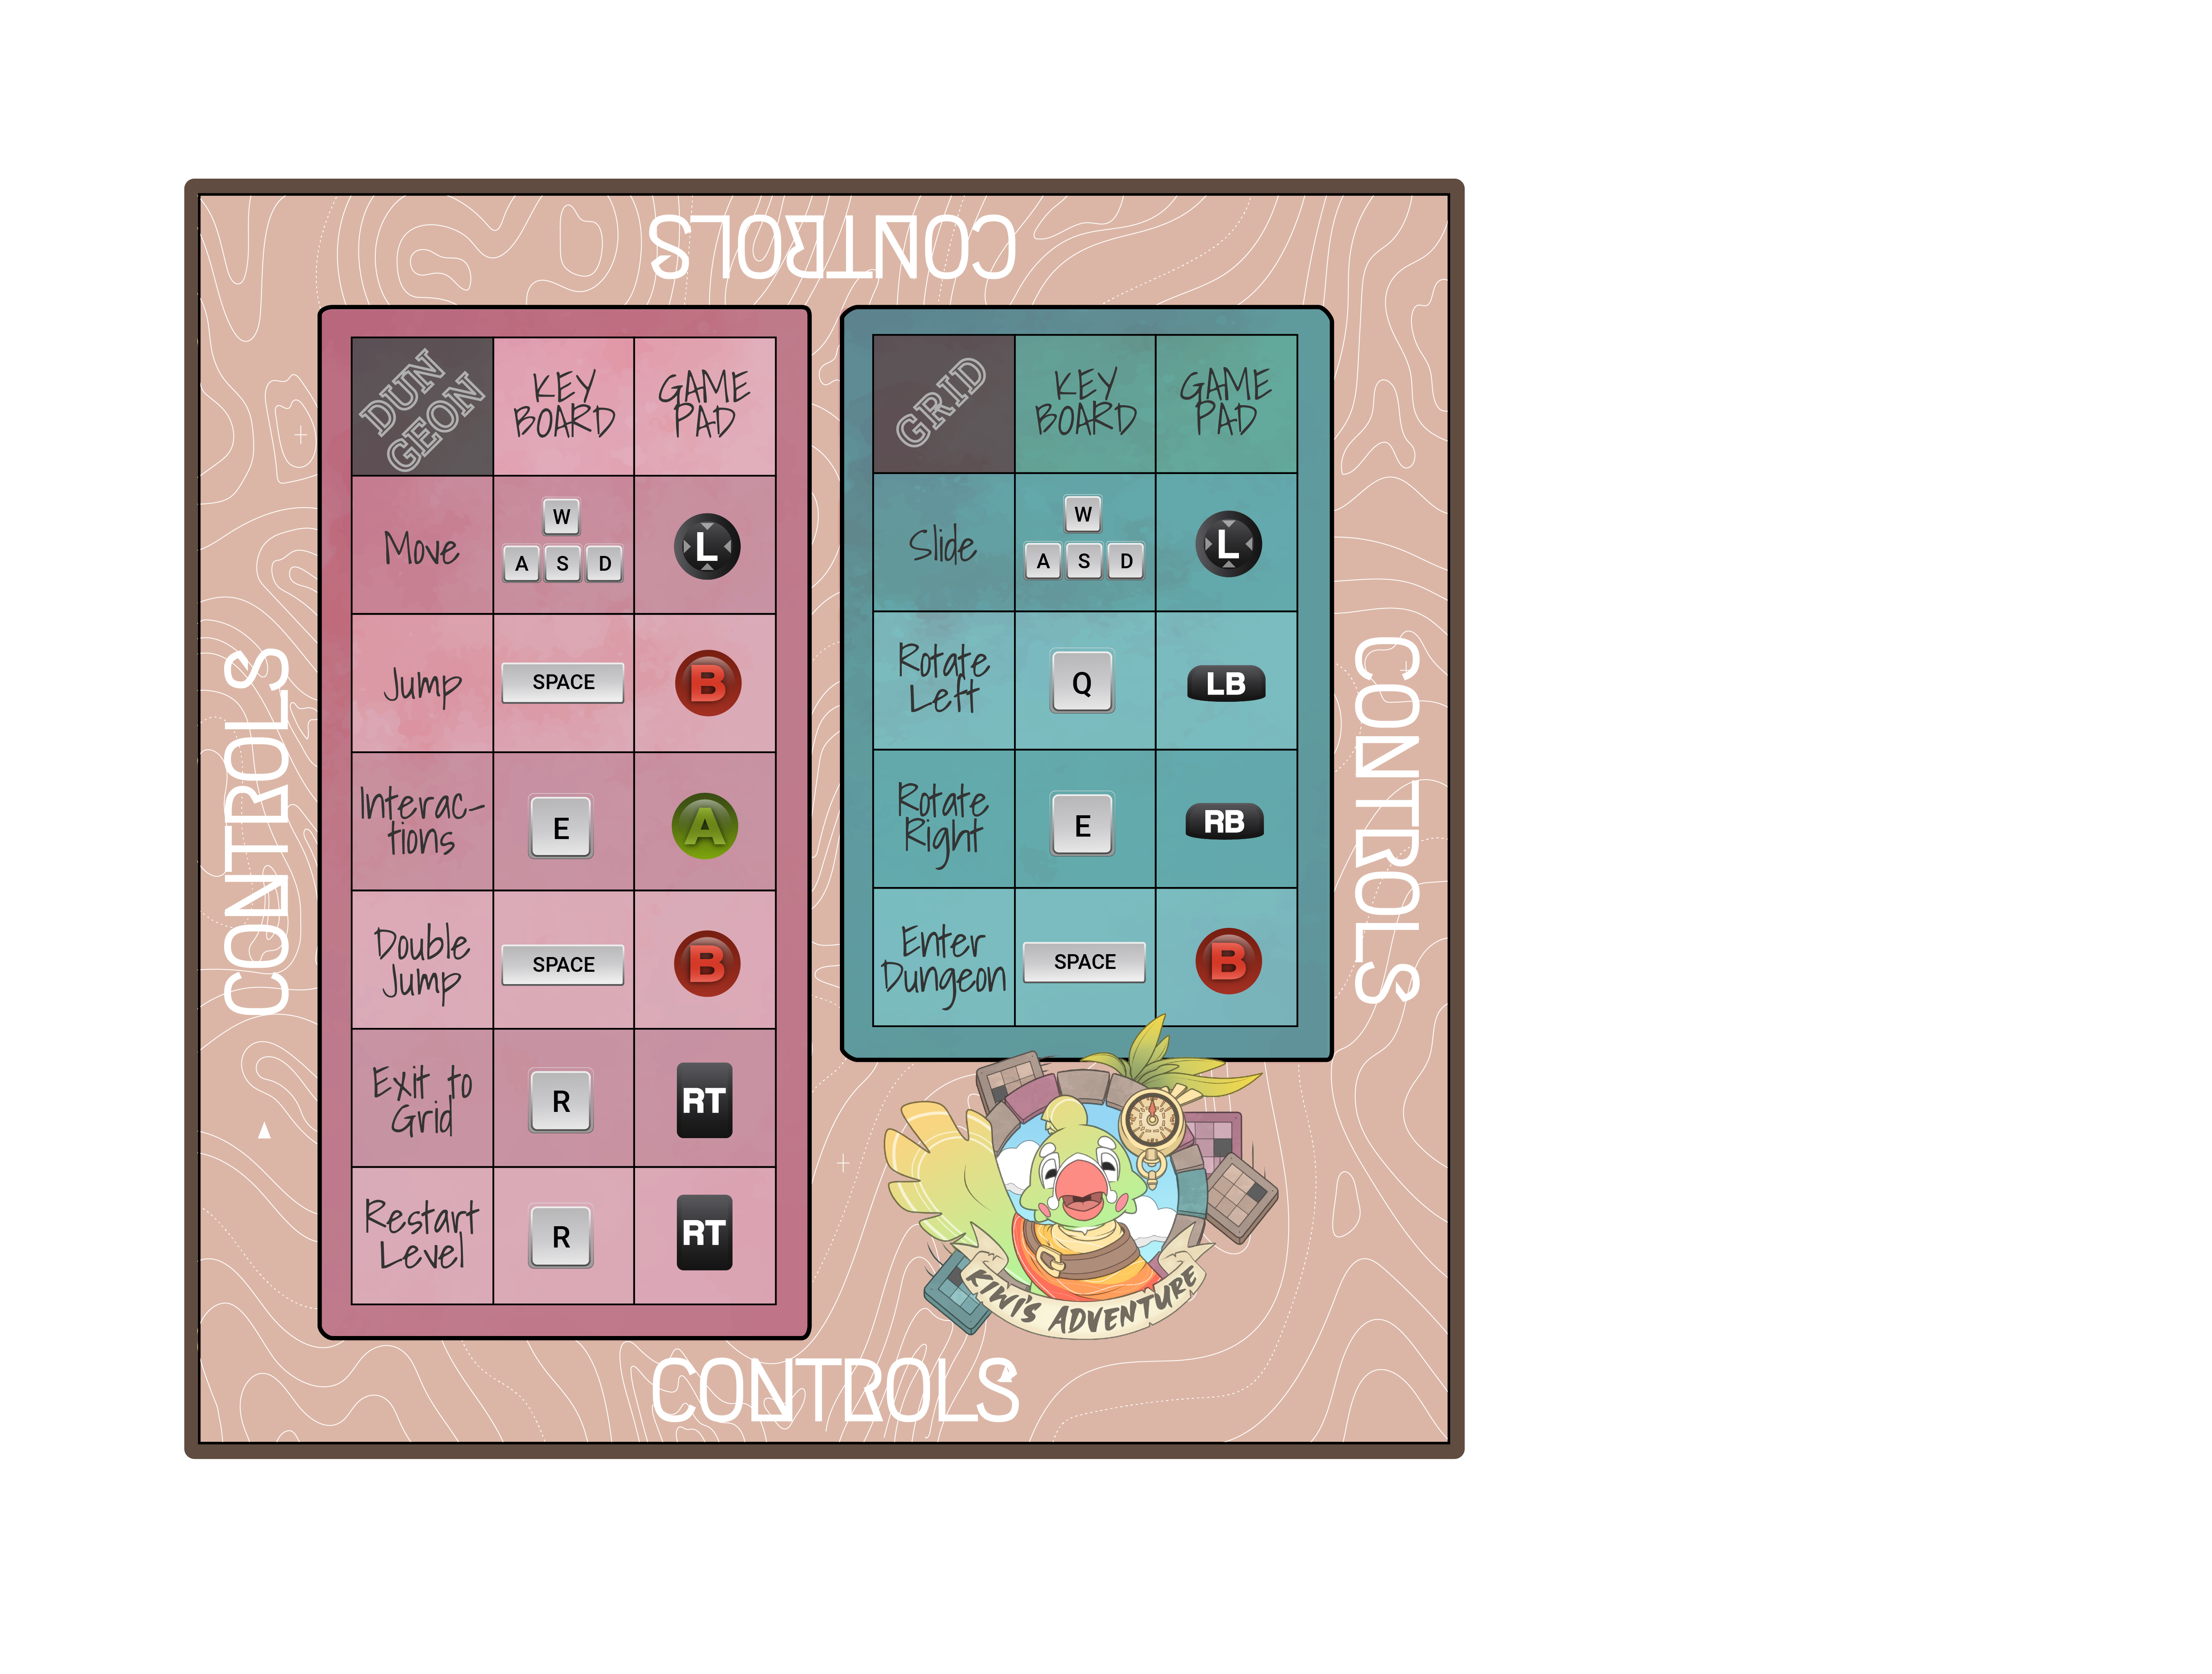 CONTROLS
DUN
GEON
KEY
BOARD
GAME
PAD
Move
W
A S D
L
Jump
SPACE
B
Interac-
tions
E
A
Double
Jump
SPACE
B
Exit to
Grid
R
RT
Restart
Level
R
RT
GRID
KEY
BOARD
GAME
PAD
Slide
W
A S D
L
Rotate
Left
Q
LB
Rotate
Right
E
RB
Enter
Dungeon
SPACE
B
KIWI'S ADVENTURE
CONTROLS
CONTROLS
CONTROLS